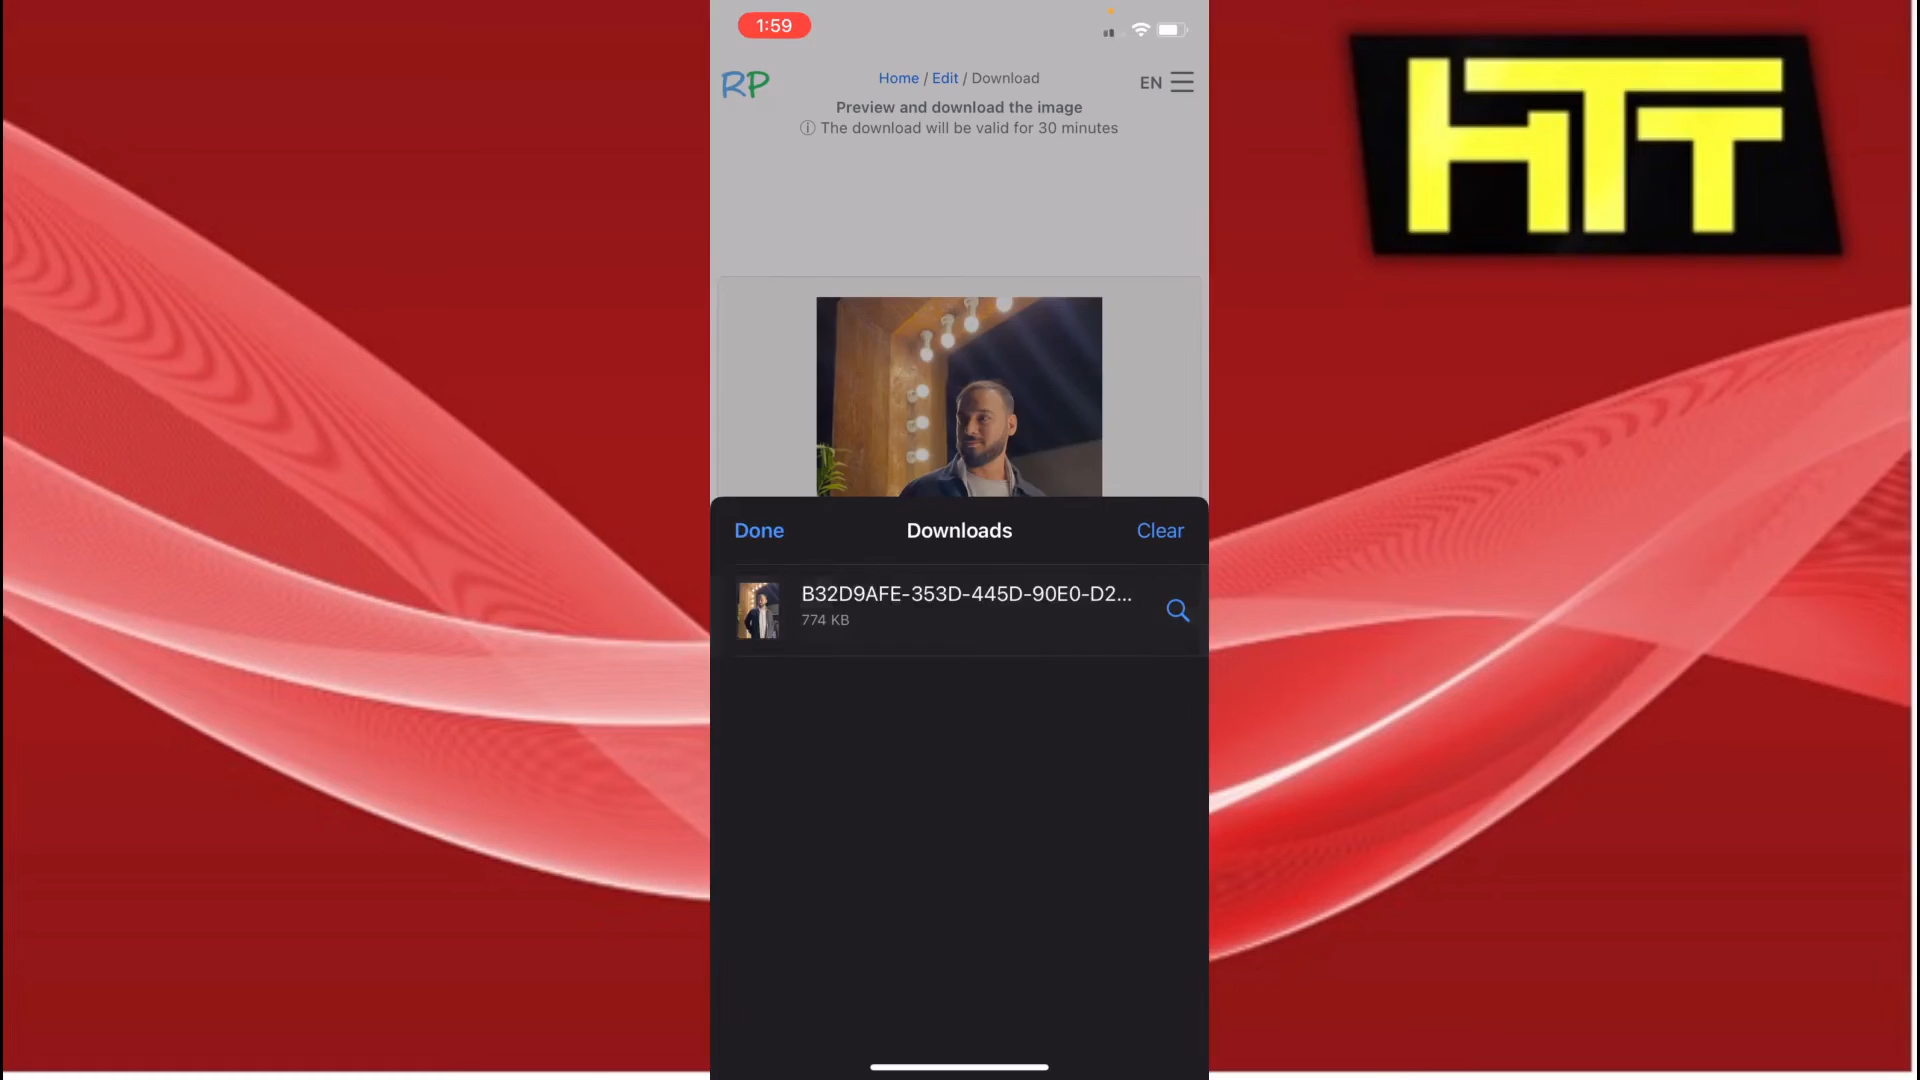 1:59
HTT
RP
Home / Edit / Download
EN
Preview and download the image
The download will be valid for 30 minutes
Done
Downloads
Clear
B32D9AFE-353D-445D-90E0-D2...
774 KB